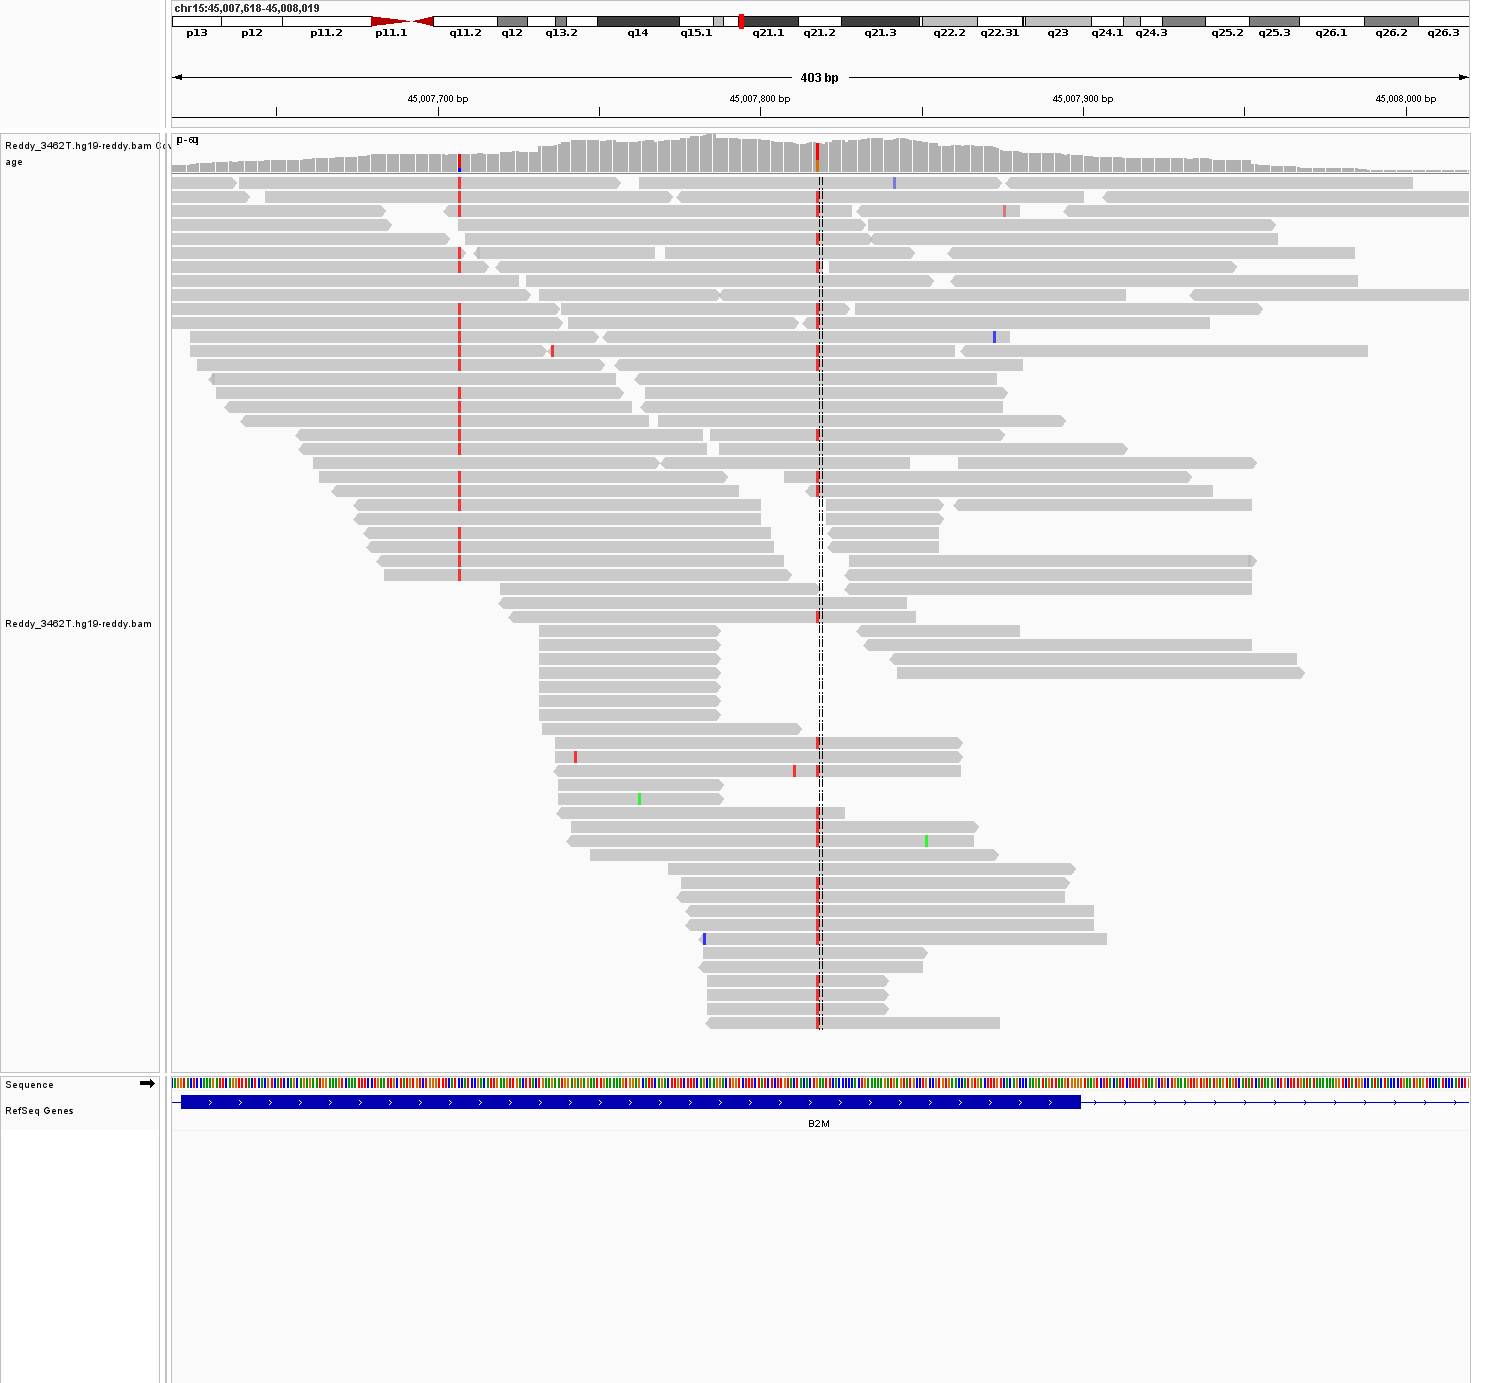 chr15:45,007,618-45,008,019
p13 p12 p11.2 p11.1 q11.2 q12 q13.2 q14 q15.1 q21.1 q21.2 q21.3 q22.2 q22.31 q23 q24.1 q24.3 q25.2 q25.3 q26.1 q26.2 q26.3
403 bp
45,007,700 bp 45,007,800 bp 45,007,900 bp 45,008,000 bp
Reddy_3462T.hg19-reddy.bam Cov
age
[0-60]
Reddy_3462T.hg19-reddy.bam
Sequence
RefSeq Genes
B2M